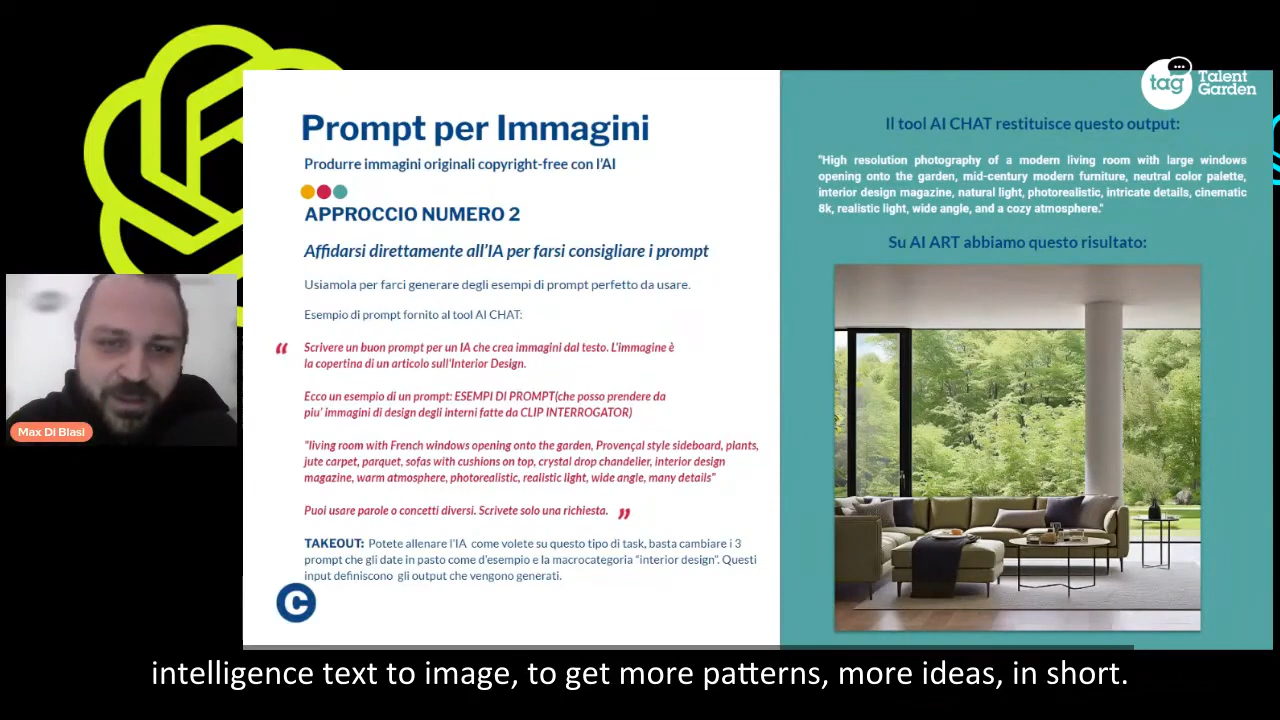 tag
Talent
Garden
Prompt per Immagini
Produrre immagini originali copyright-free con l'AI
APPROCCIO NUMERO 2
Affidarsi direttamente all'IA per farsi consigliare i prompt
Usiamola per farci generare degli esempi di prompt perfetto da usare.
Esempio di prompt fornito al tool AI CHAT:
“ Scrivere un buon prompt per un IA che crea immagini dal testo. L'immagine è
la copertina di un articolo sull'Interior Design.
Ecco un esempio di un prompt: ESEMPI DI PROMPT(che posso prendere da
piu' immagini di design degli interni fatte da CLIP INTERROGATOR)
"living room with French windows opening onto the garden, Provençal style sideboard, plants,
jute carpet, parquet, sofas with cushions on top, crystal drop chandelier, interior design
magazine, warm atmosphere, photorealistic, realistic light, wide angle, many details"
Puoi usare parole o concetti diversi. Scrivete solo una richiesta. ”
TAKEOUT: Potete allenare l'IA come volete su questo tipo di task, basta cambiare i 3
prompt che gli date in pasto come d'esempio e la macrocategoria "interior design". Questi
input definiscono gli output che vengono generati.
C
Il tool AI CHAT restituisce questo output:
"High resolution photography of a modern living room with large windows
opening onto the garden, mid-century modern furniture, neutral color palette,
interior design magazine, natural light, photorealistic, intricate details, cinematic
8k, realistic light, wide angle, and a cozy atmosphere."
Su AI ART abbiamo questo risultato:
Max Di Biasi
intelligence text to image, to get more patterns, more ideas, in short.